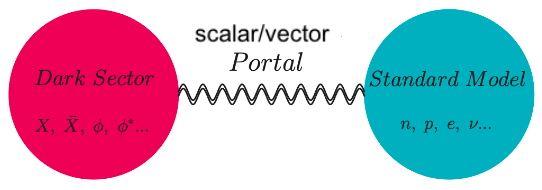 scalar/vector
Portal
Dark Sector
X, X̄, ϕ, ϕ*...
Standard Model
n, p, e, ν...